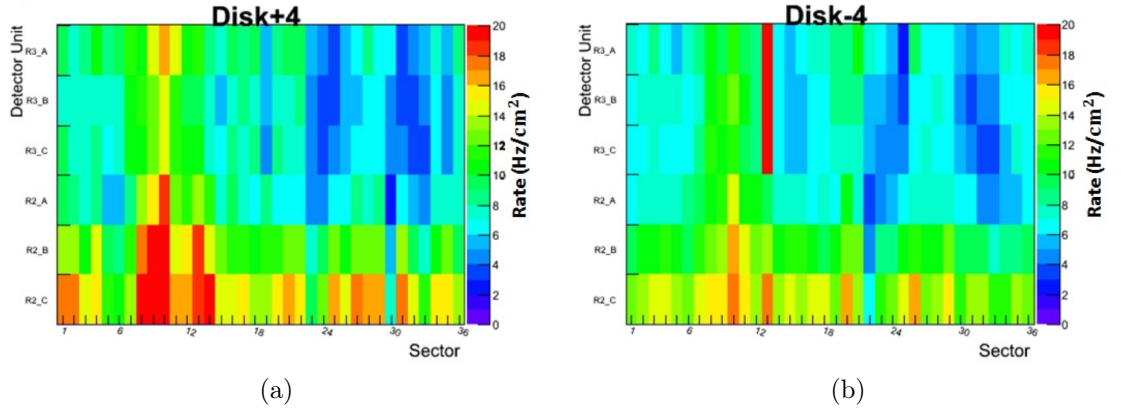 Disk+4
Detector Unit
R3_A
R3_B
R3_C
R2_A
R2_B
R2_C
1 6 12 18 24 30 36
Sector
20
18
16
14
12
10
8
6
4
2
0
Rate (Hz/cm²)
(a)
Disk-4
Detector Unit
R3_A
R3_B
R3_C
R2_A
R2_B
R2_C
1 6 12 18 24 30 36
Sector
20
18
16
14
12
10
8
6
4
2
0
Rate (Hz/cm²)
(b)